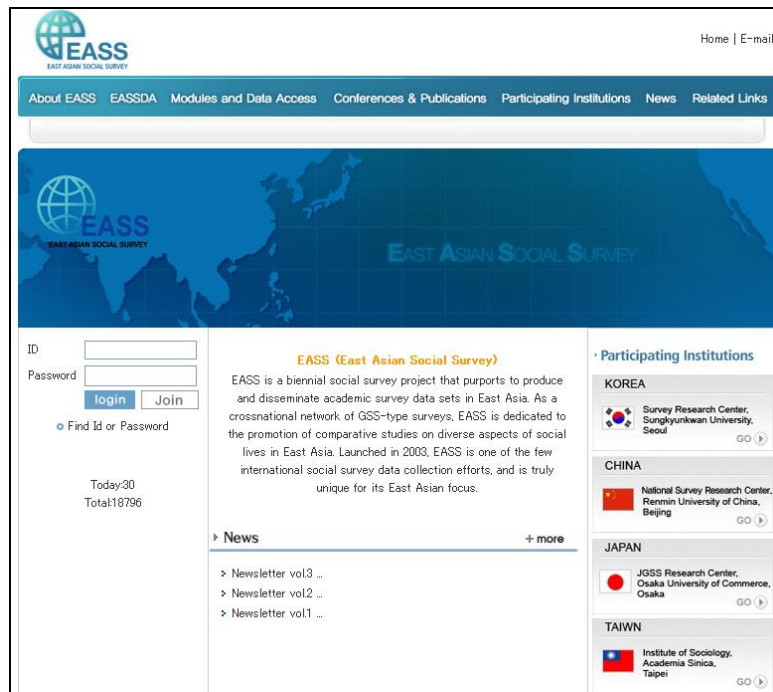 EASS
EAST ASIAN SOCIAL SURVEY
Home | E-mail
About EASS EASSDA Modules and Data Access Conferences & Publications Participating Institutions News Related Links
EASS
EAST ASIAN SOCIAL SURVEY
EAST ASIAN SOCIAL SURVEY
ID
Password
login Join
Find Id or Password
Today:30
Total:18796
EASS (East Asian Social Survey)
EASS is a biennial social survey project that purports to produce
and disseminate academic survey data sets in East Asia. As a
crossnational network of GSS-type surveys, EASS is dedicated to
the promotion of comparative studies on diverse aspects of social
lives in East Asia. Launched in 2003, EASS is one of the few
international social survey data collection efforts, and is truly
unique for its East Asian focus.
News + more
Newsletter vol.3 ...
Newsletter vol.2 ...
Newsletter vol.1 ...
Participating Institutions
KOREA
Survey Research Center,
Sungkyunkwan University,
Seoul
GO
CHINA
National Survey Research Center,
Renmin University of China,
Beijing
GO
JAPAN
JGSS Research Center,
Osaka University of Commerce,
Osaka
GO
TAIWN
Institute of Sociology,
Academia Sinica,
Taipei
GO